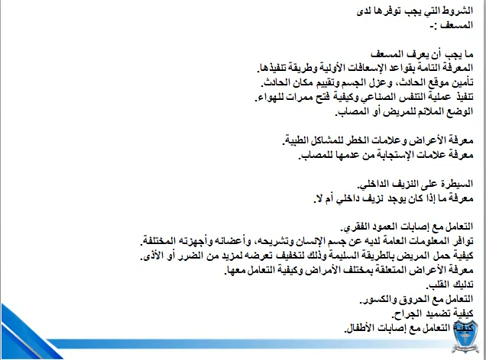 الشروط التي يجب توفرها لدى
المسعف :-
ما يجب أن يعرف المسعف
المعرفة التامة بقواعد الإسعافات الأولية وطريقة تنفيذها.
تأمين موقع الحادث، وعزل الجسم وتقييم مكان الحادث.
تنفيذ عملية التنفس الصناعي وكيفية فتح ممرات للهواء.
الوضع الملائم للمريض أو المصاب.
معرفة الأعراض وعلامات الخطر للمشاكل الطبية.
معرفة علامات الإستجابة من عدمها للمصاب.
السيطرة على النزيف الداخلي.
معرفة ما إذا كان يوجد نزيف داخلي أم لا.
التعامل مع إصابات العمود الفقري.
توافر المعلومات العامة لديه عن جسم الإنسان وتشريحه، وأعضائه وأجهزته المختلفة.
كيفية حمل المريض بالطريقة السليمة وذلك لتخفيف تعرضه لمزيد من الضرر أو الأذى.
معرفة الأعراض المتعلقة بمختلف الأمراض وكيفية التعامل معها.
تدليك القلب.
التعامل مع الحروق والكسور.
كيفية تضميد الجراح.
كيفية التعامل مع إصابات الأطفال.